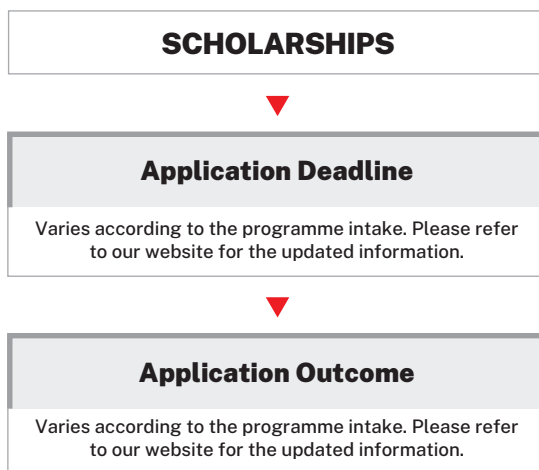 SCHOLARSHIPS
Application Deadline
Varies according to the programme intake. Please refer
to our website for the updated information.
Application Outcome
Varies according to the programme intake. Please refer
to our website for the updated information.